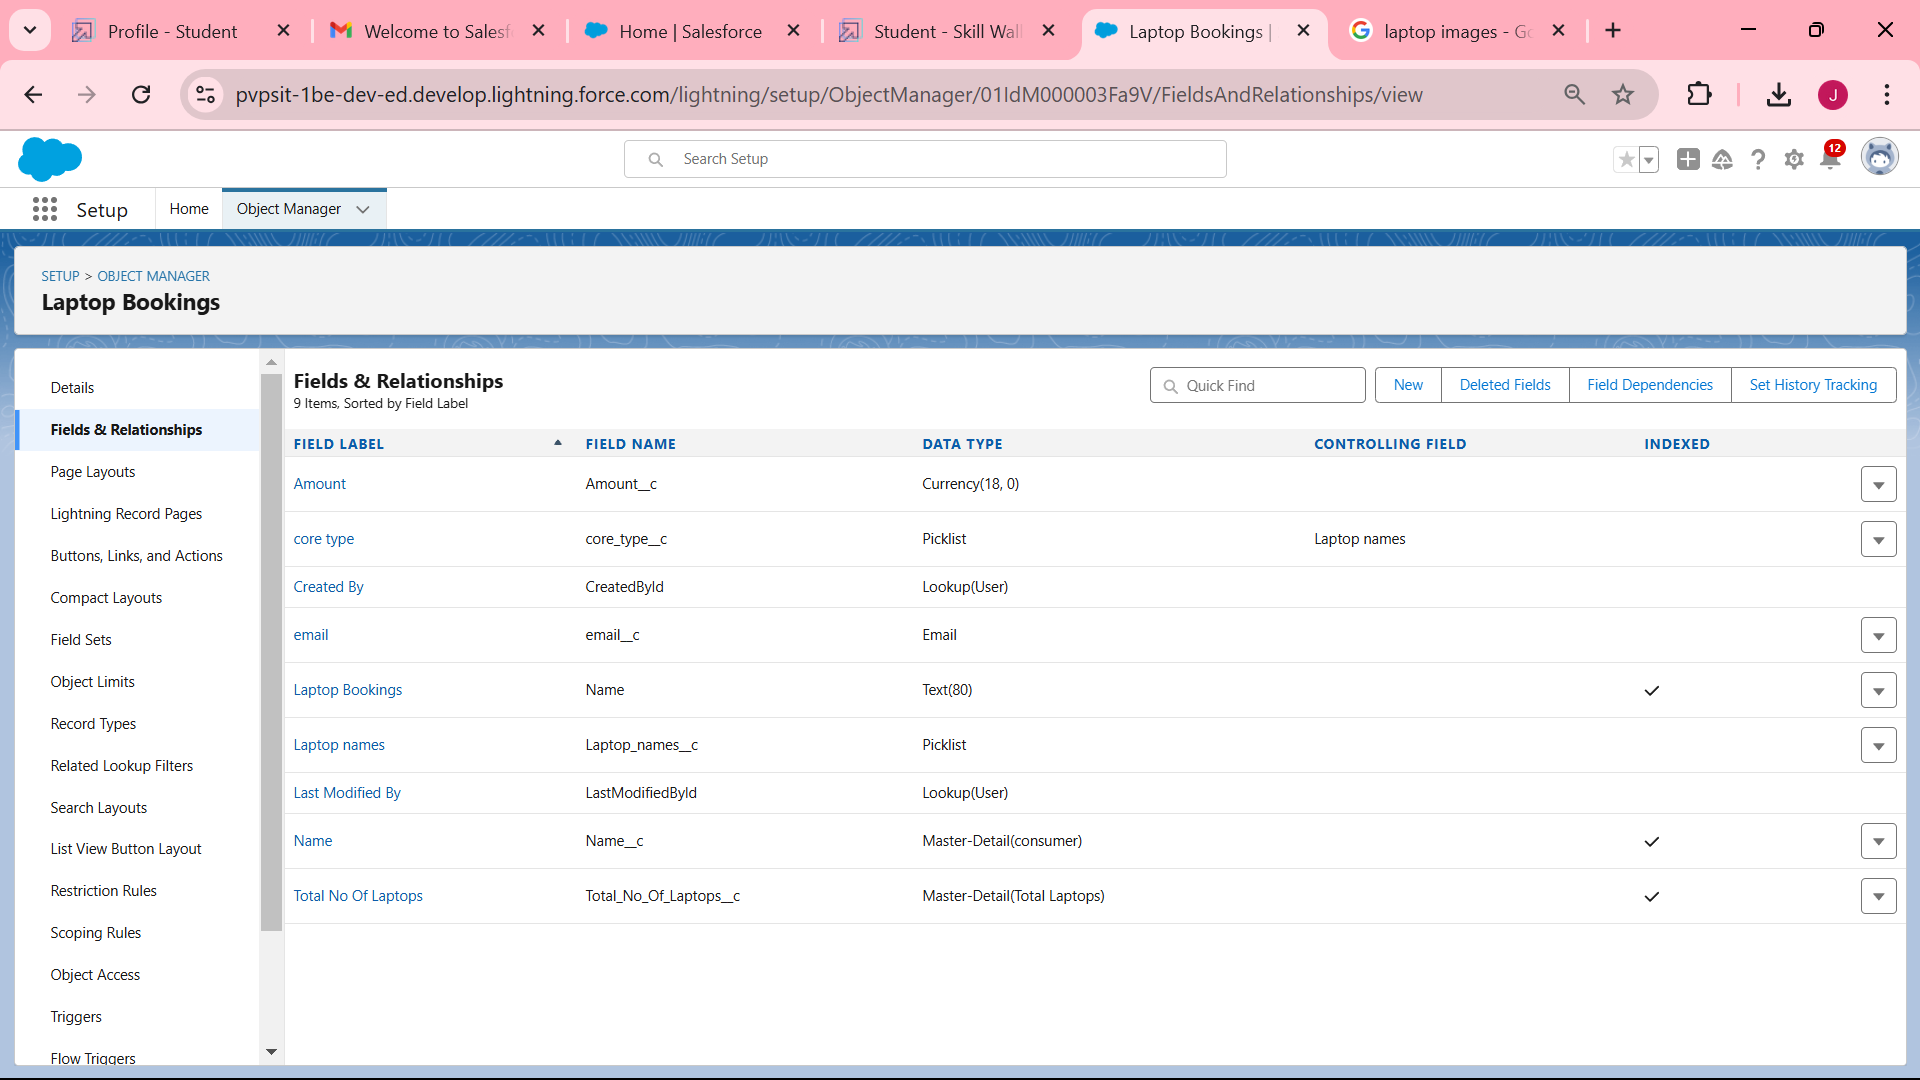 Profile - Student
Welcome to Salesf
Home | Salesforce
Student - Skill Wall
Laptop Bookings |
laptop images - Go
pvpsit-1be-dev-ed.develop.lightning.force.com/lightning/setup/ObjectManager/01IdM000003Fa9V/FieldsAndRelationships/view
J
Search Setup
12
Setup
Home
Object Manager
SETUP > OBJECT MANAGER
Laptop Bookings
Details
Fields & Relationships
Page Layouts
Lightning Record Pages
Buttons, Links, and Actions
Compact Layouts
Field Sets
Object Limits
Record Types
Related Lookup Filters
Search Layouts
List View Button Layout
Restriction Rules
Scoping Rules
Object Access
Triggers
Flow Triggers
Fields & Relationships
9 Items, Sorted by Field Label
Quick Find
New
Deleted Fields
Field Dependencies
Set History Tracking
FIELD LABEL FIELD NAME DATA TYPE CONTROLLING FIELD INDEXED
Amount Amount__c Currency(18, 0)
core type core_type__c Picklist Laptop names
Created By CreatedById Lookup(User)
email email__c Email
Laptop Bookings Name Text(80)
Laptop names Laptop_names__c Picklist
Last Modified By LastModifiedById Lookup(User)
Name Name__c Master-Detail(consumer)
Total No Of Laptops Total_No_Of_Laptops__c Master-Detail(Total Laptops)